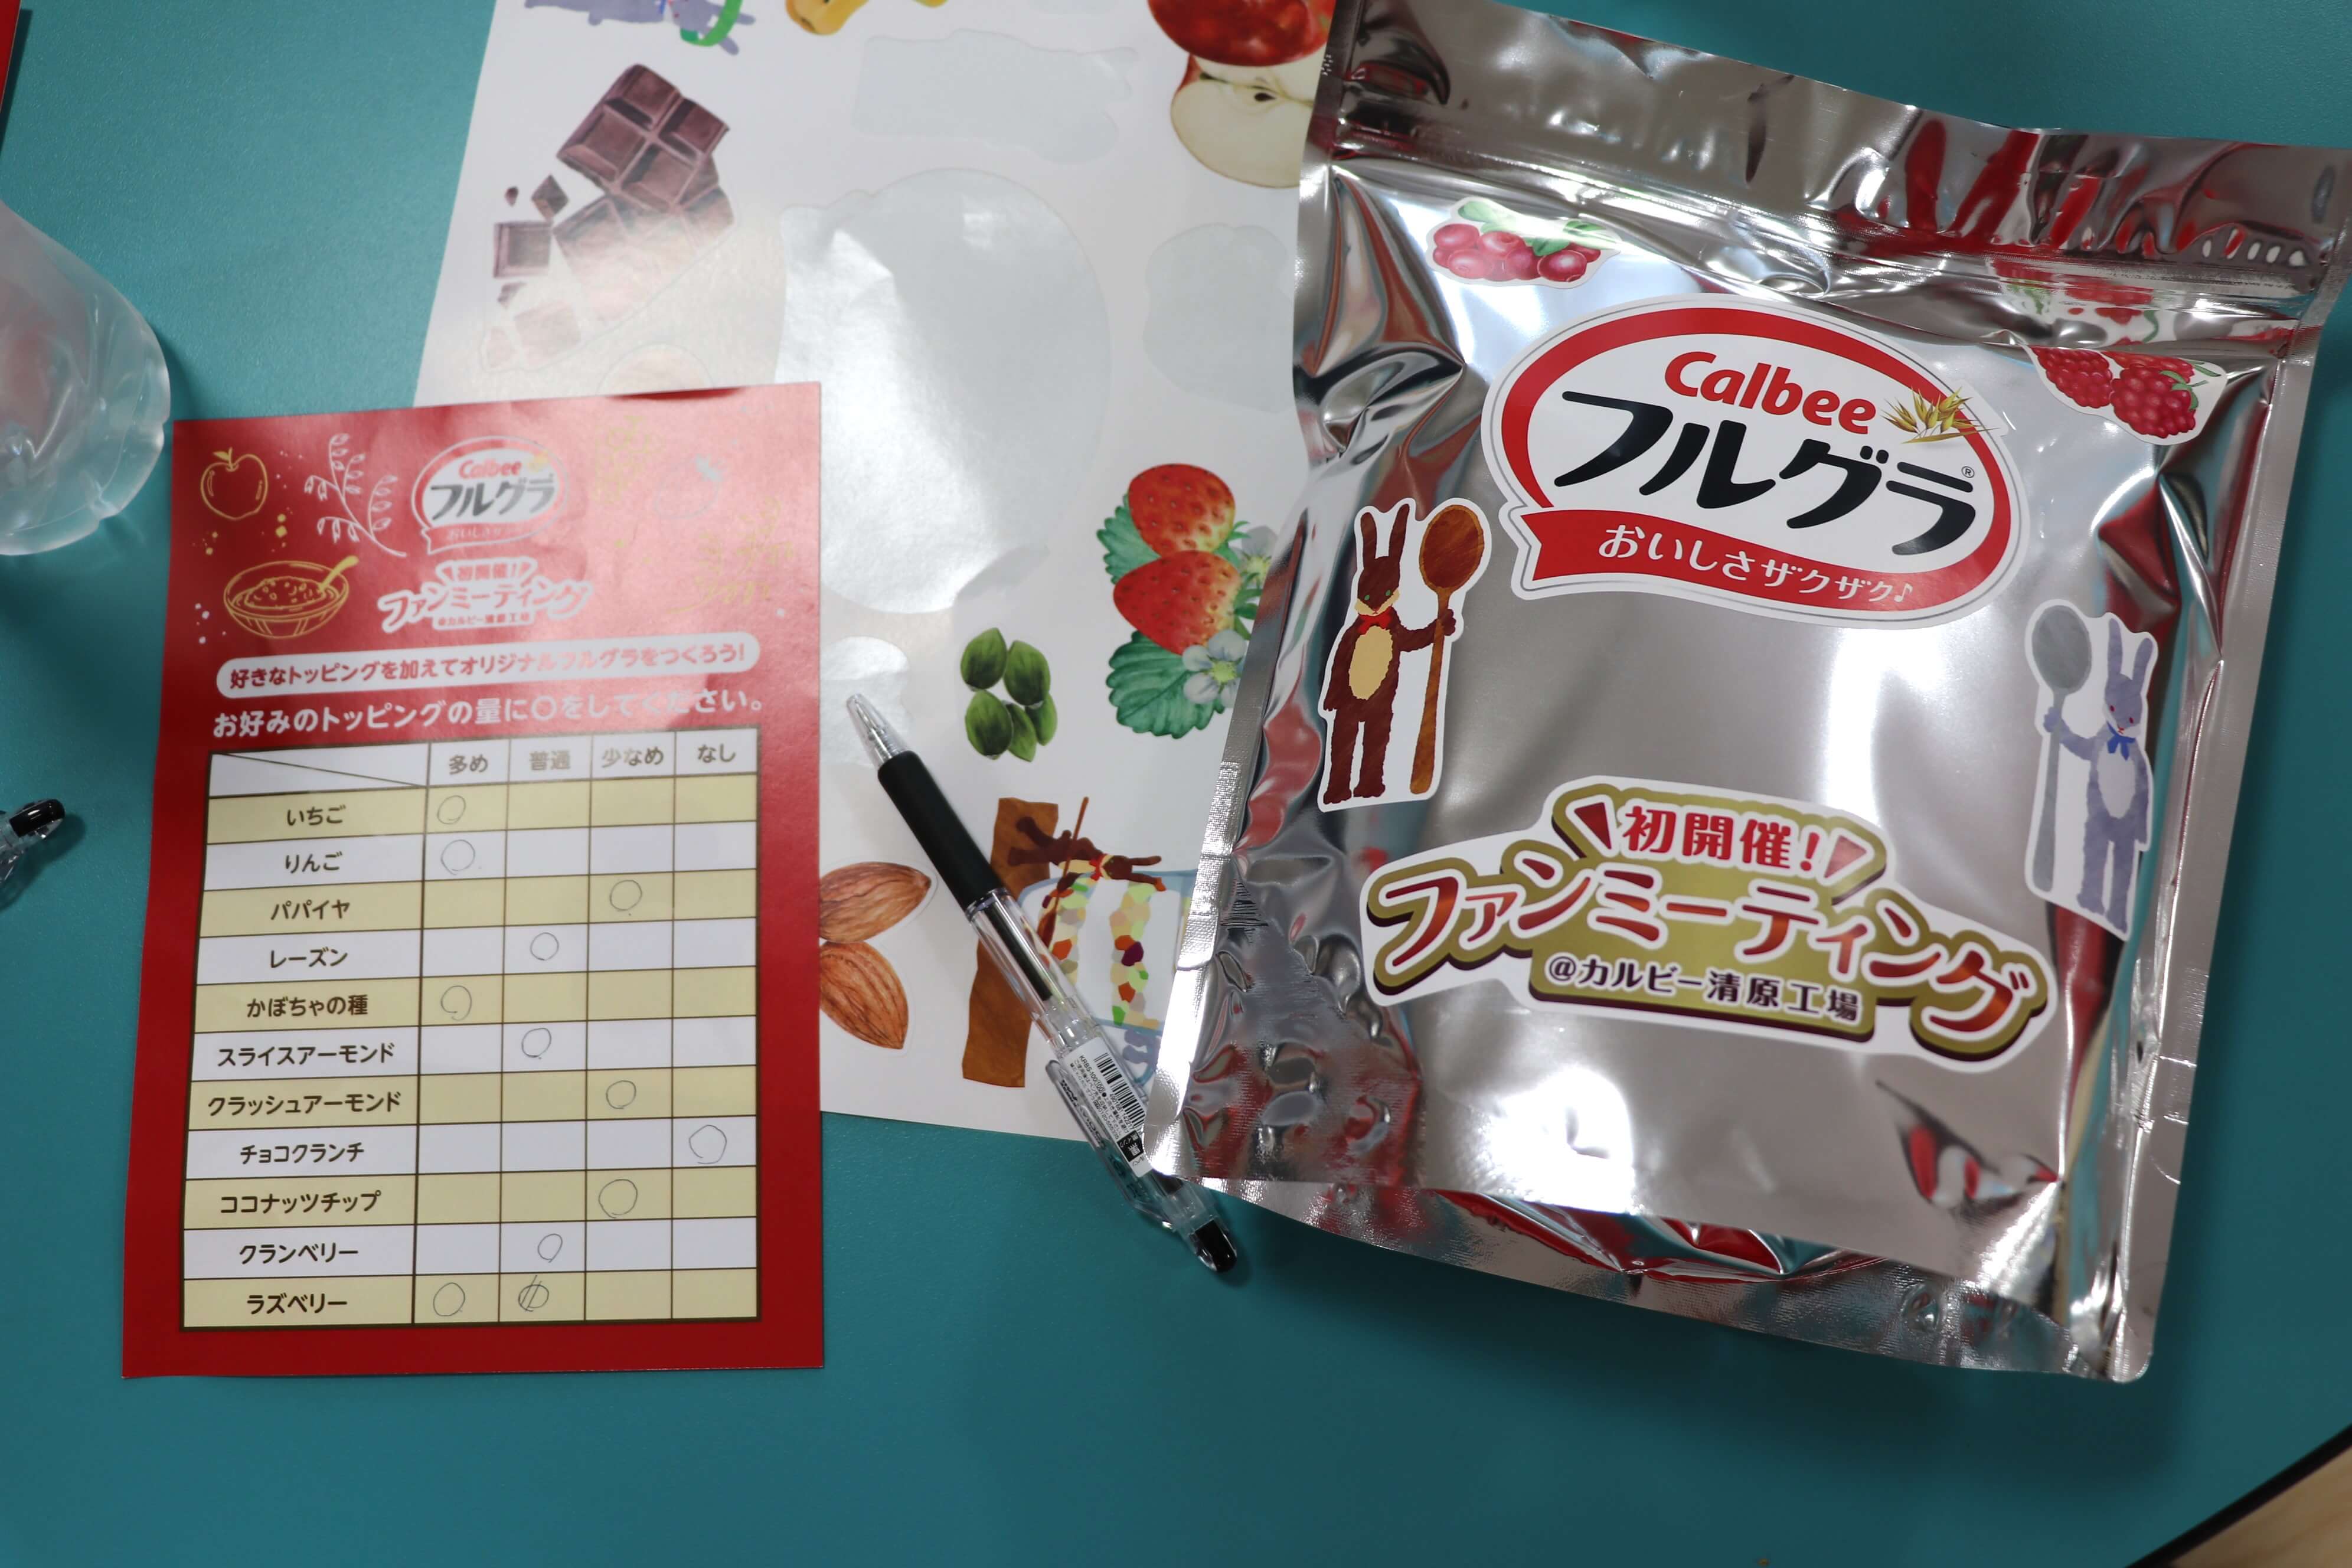 Calbee
フルグラ
初開催!!
ファンミーティング
@カルビー清原工場
好きなトッピングを加えてオリジナルフルグラをつくろう!
お好みのトッピングの量に〇をしてください。
多め 普通 少なめ なし
いちご
りんご
パパイヤ
レーズン
かぼちゃの種
スライスアーモンド
クラッシュアーモンド
チョコクランチ
ココナッツチップ
クランベリー
ラズベリー
Calbee
フルグラ®
おいしさザクザク♪
初開催!
ファンミーティング
@カルビー清原工場